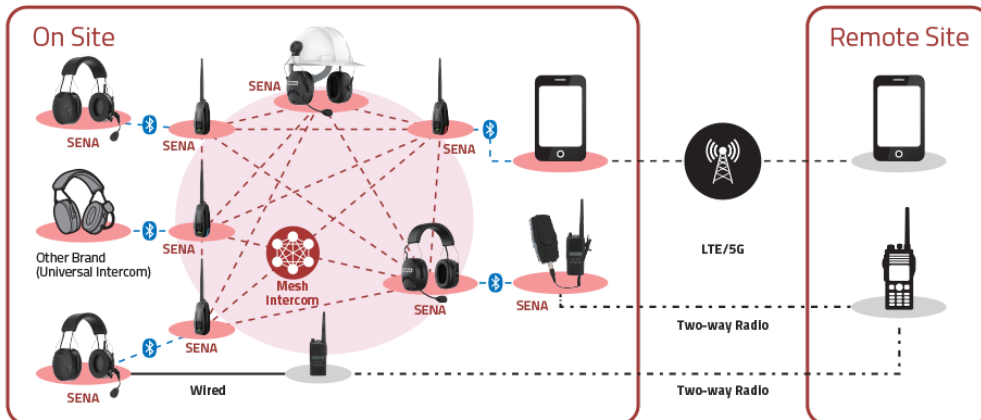 On Site
Remote Site
SENA
SENA
SENA
SENA
SENA
SENA
Other Brand
(Universal Intercom)
LTE/5G
Mesh
Intercom
SENA
SENA
Two-way Radio
SENA
SENA
Wired
Two-way Radio